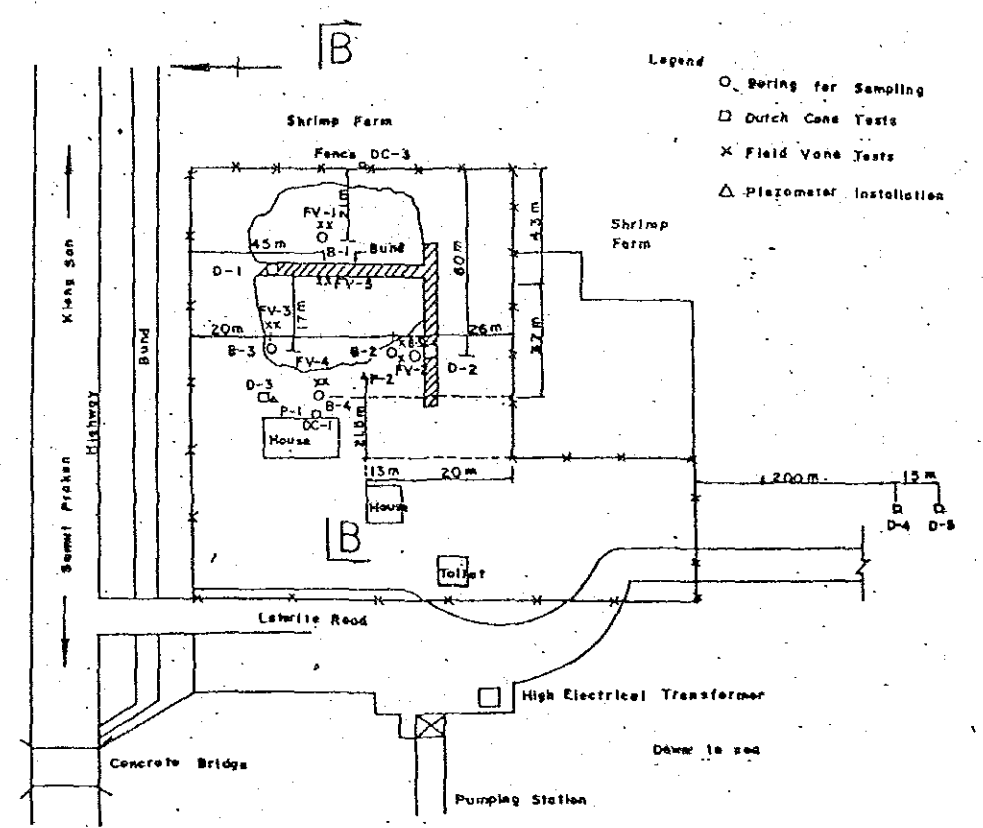 B
Legend
Boring for Sampling
Dutch Cone Tests
Field Vane Tests
Piezometer Installation
Shrimp Farm
Fence DC-3
FV-1
45m
B-1
Bund
D-1
FV-5
60m
43m
Shrimp
Farm
FV-3
17m
20m
26m
37m
B-3
FV-4
B-2
FV-2
D-2
P-2
D-3
B-4
P-1
DC-1
House
13m
20m
House
200m
15m
D-4
D-5
B
Toilet
Klong San
Bund
Highway
Samut Prakan
Laterite Road
High Electrical Transformer
Concrete Bridge
Pumping Station